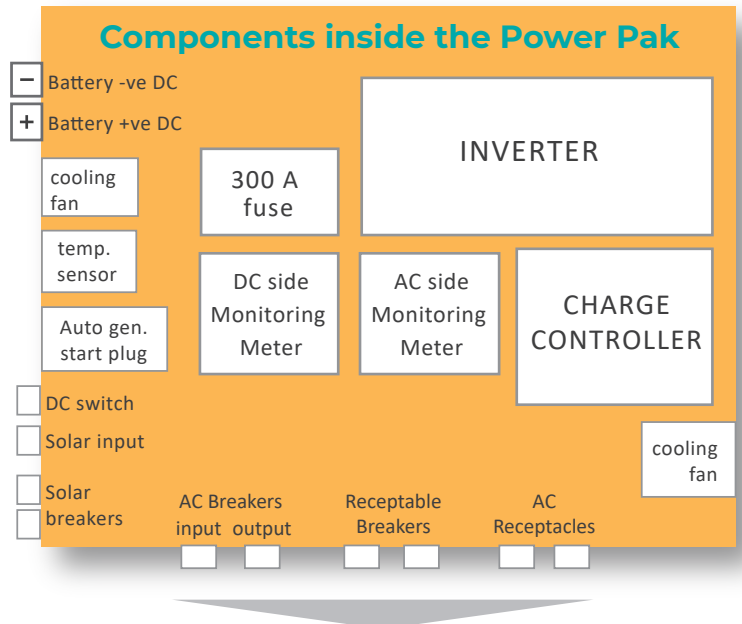 Components inside the Power Pak
− Battery -ve DC
+ Battery +ve DC
INVERTER
cooling
fan
300 A
fuse
temp.
sensor
DC side
Monitoring
Meter
AC side
Monitoring
Meter
CHARGE
CONTROLLER
Auto gen.
start plug
DC switch
Solar input
cooling
fan
Solar
breakers
AC Breakers
input output
Receptable
Breakers
AC
Receptacles